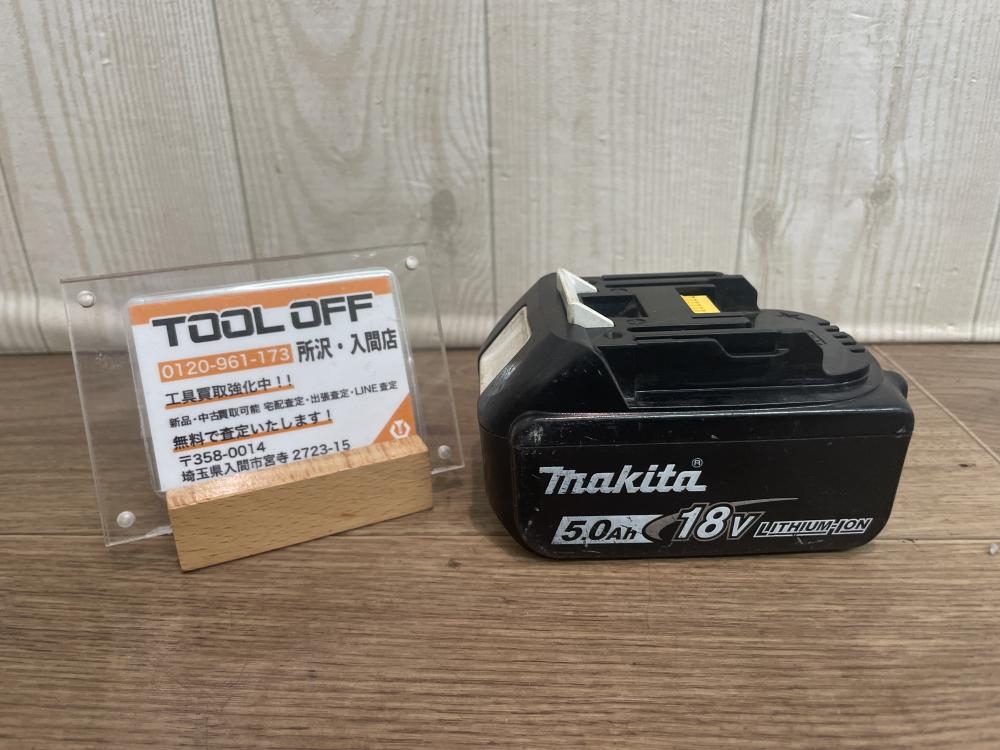 TOOL OFF
0120-961-173 所沢・入間店
工具買取強化中！！
新品・中古買取可能 宅配査定・出張査定・LINE査定
無料で査定いたします！
〒358-0014
埼玉県入間市宮寺 2723-15
makita®
5.0Ah 18V LITHIUM-ION